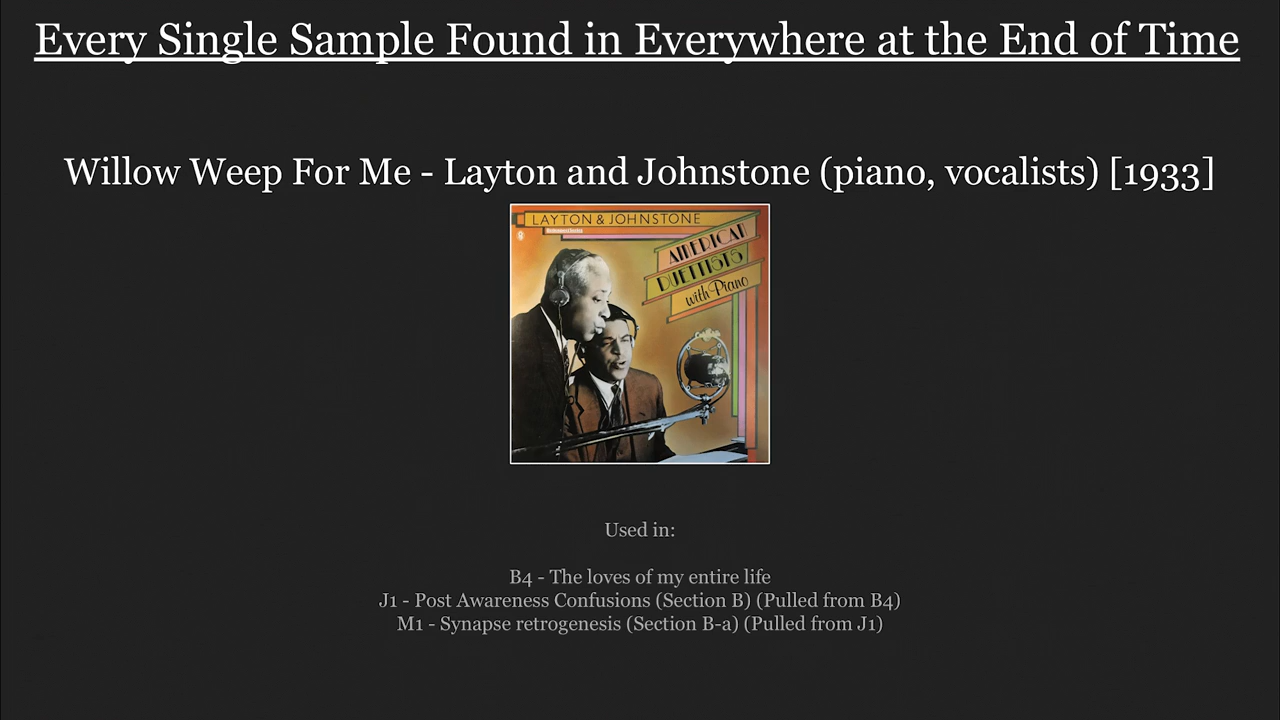 Every Single Sample Found in Everywhere at the End of Time
Willow Weep For Me - Layton and Johnstone (piano, vocalists) [1933]
LAYTON & JOHNSTONE
AMERICAN
DUETTISTS
with Piano
Used in:
B4 - The loves of my entire life
J1 - Post Awareness Confusions (Section B) (Pulled from B4)
M1 - Synapse retrogenesis (Section B-a) (Pulled from J1)